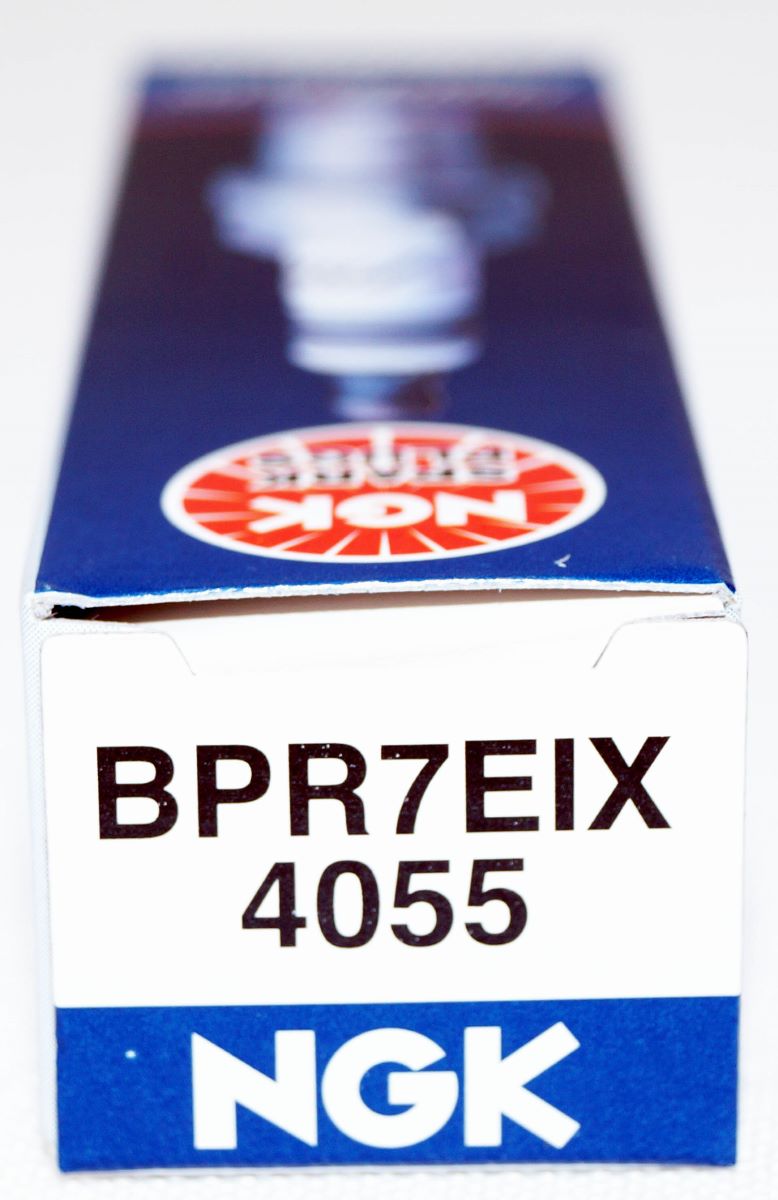 NGK
SPARK
PLUGS
BPR7EIX
4055
NGK